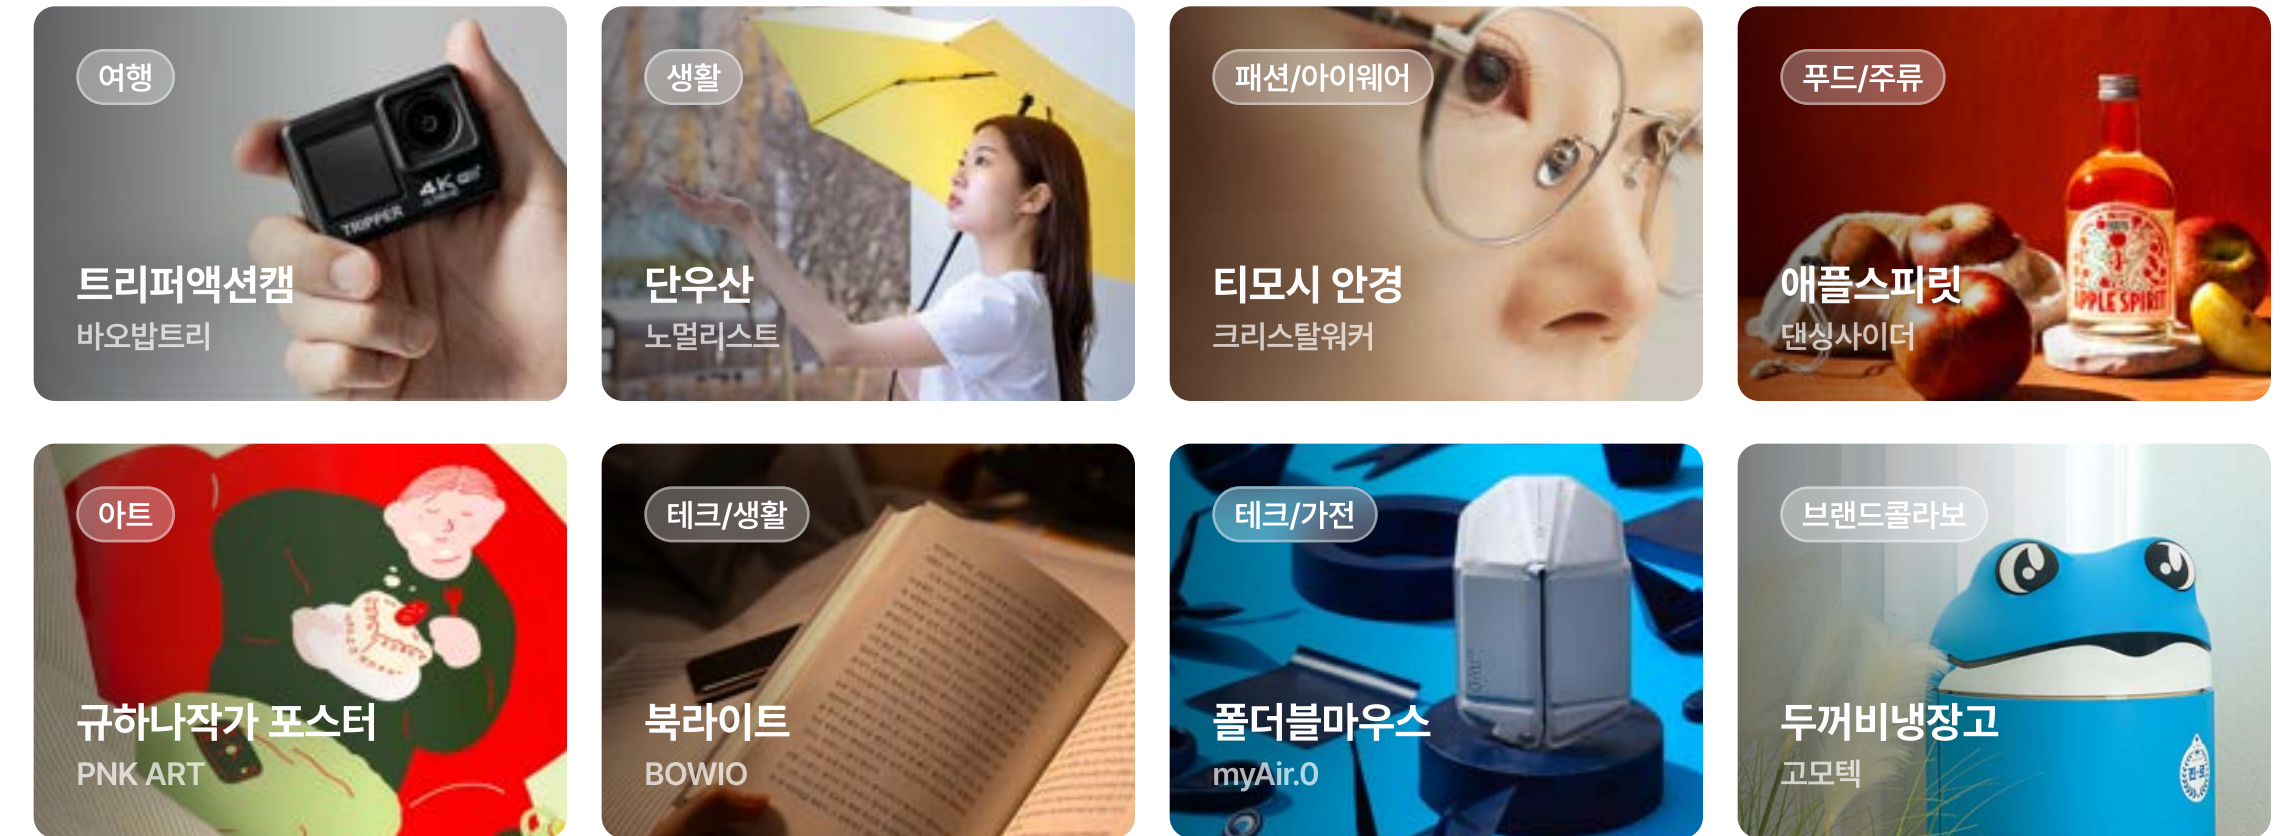 여행
4K
TRIPPER
트리퍼액션캠
바오밥트리
생활
단우산
노멀리스트
패션/아이웨어
티모시 안경
크리스탈워커
푸드/주류
APPLE SPIRIT
애플스피릿
댄싱사이더
아트
규하나작가 포스터
PNK ART
테크/생활
북라이트
BOWIO
테크/가전
폴더블마우스
myAir.0
브랜드콜라보
두꺼비냉장고
고모텍